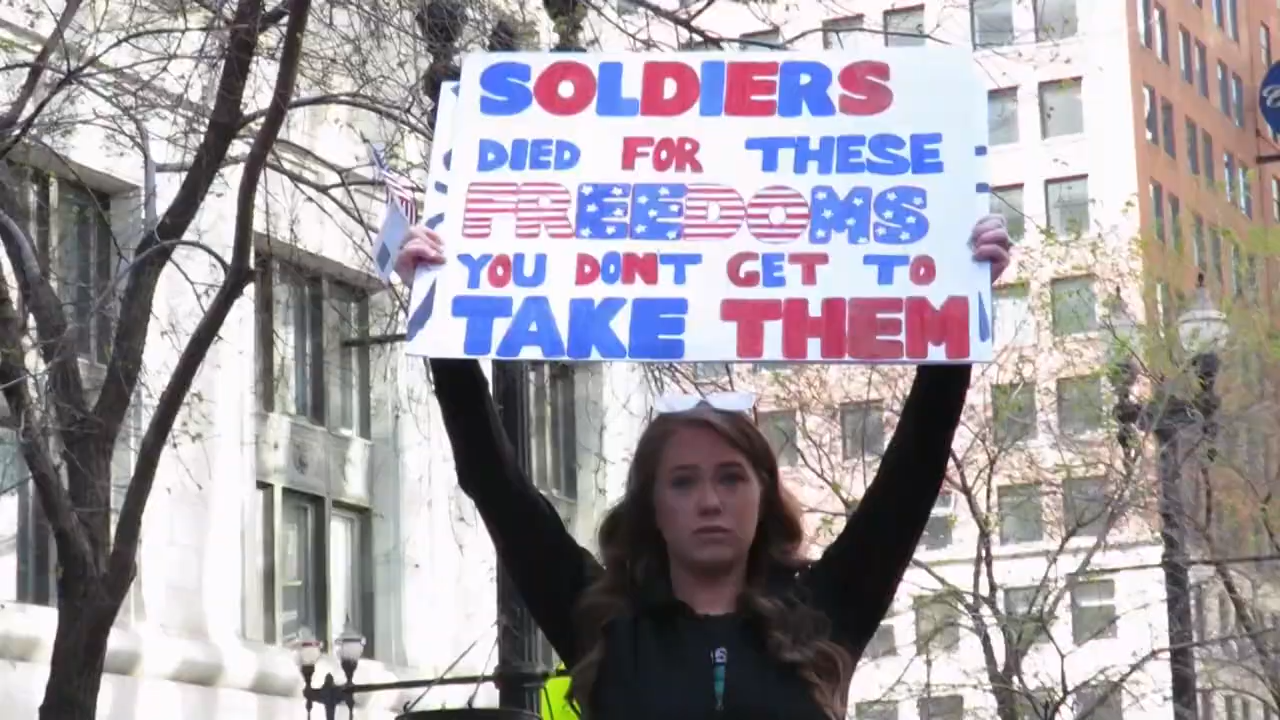 SOLDIERS
DIED FOR THESE
FREEDOMS
YOU DONT GET TO
TAKE THEM